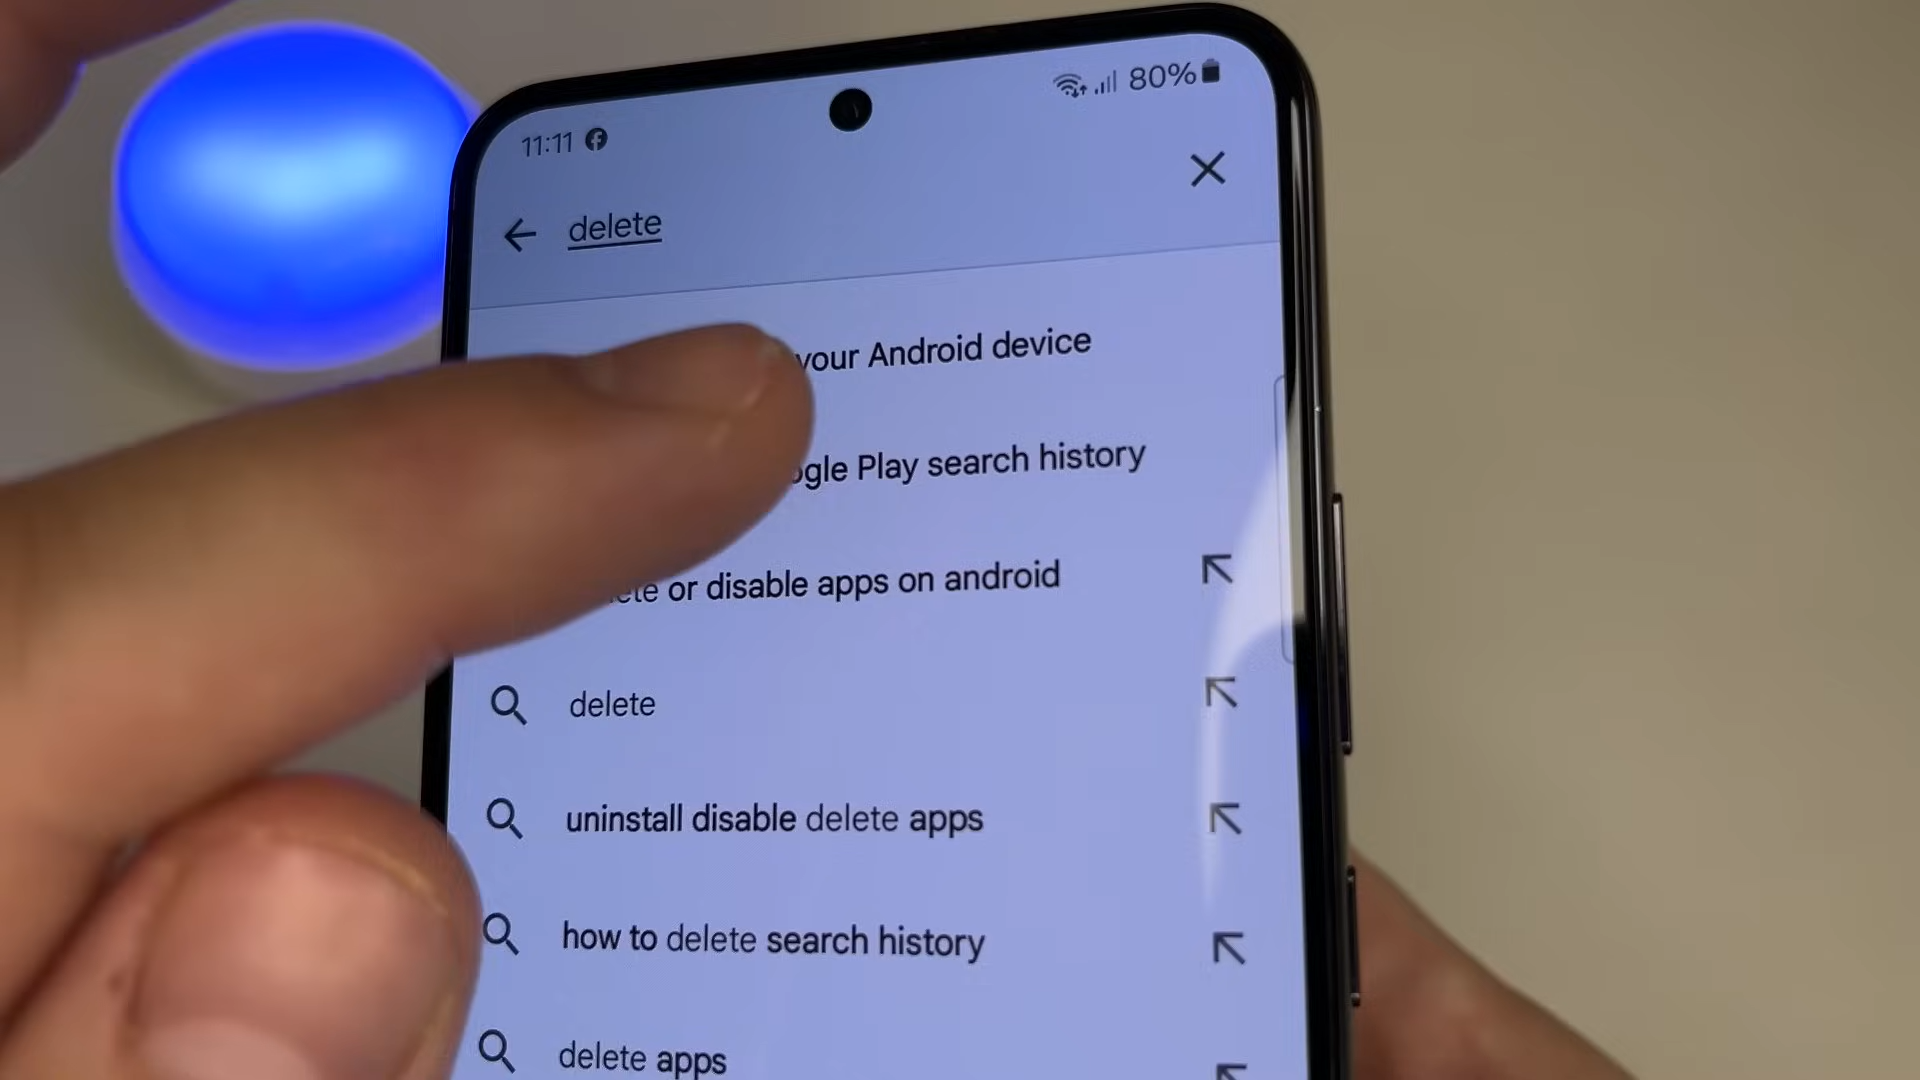 11:11
80%
delete
your Android device
Play search history
or disable apps on android
delete
uninstall disable delete apps
how to delete search history
delete apps